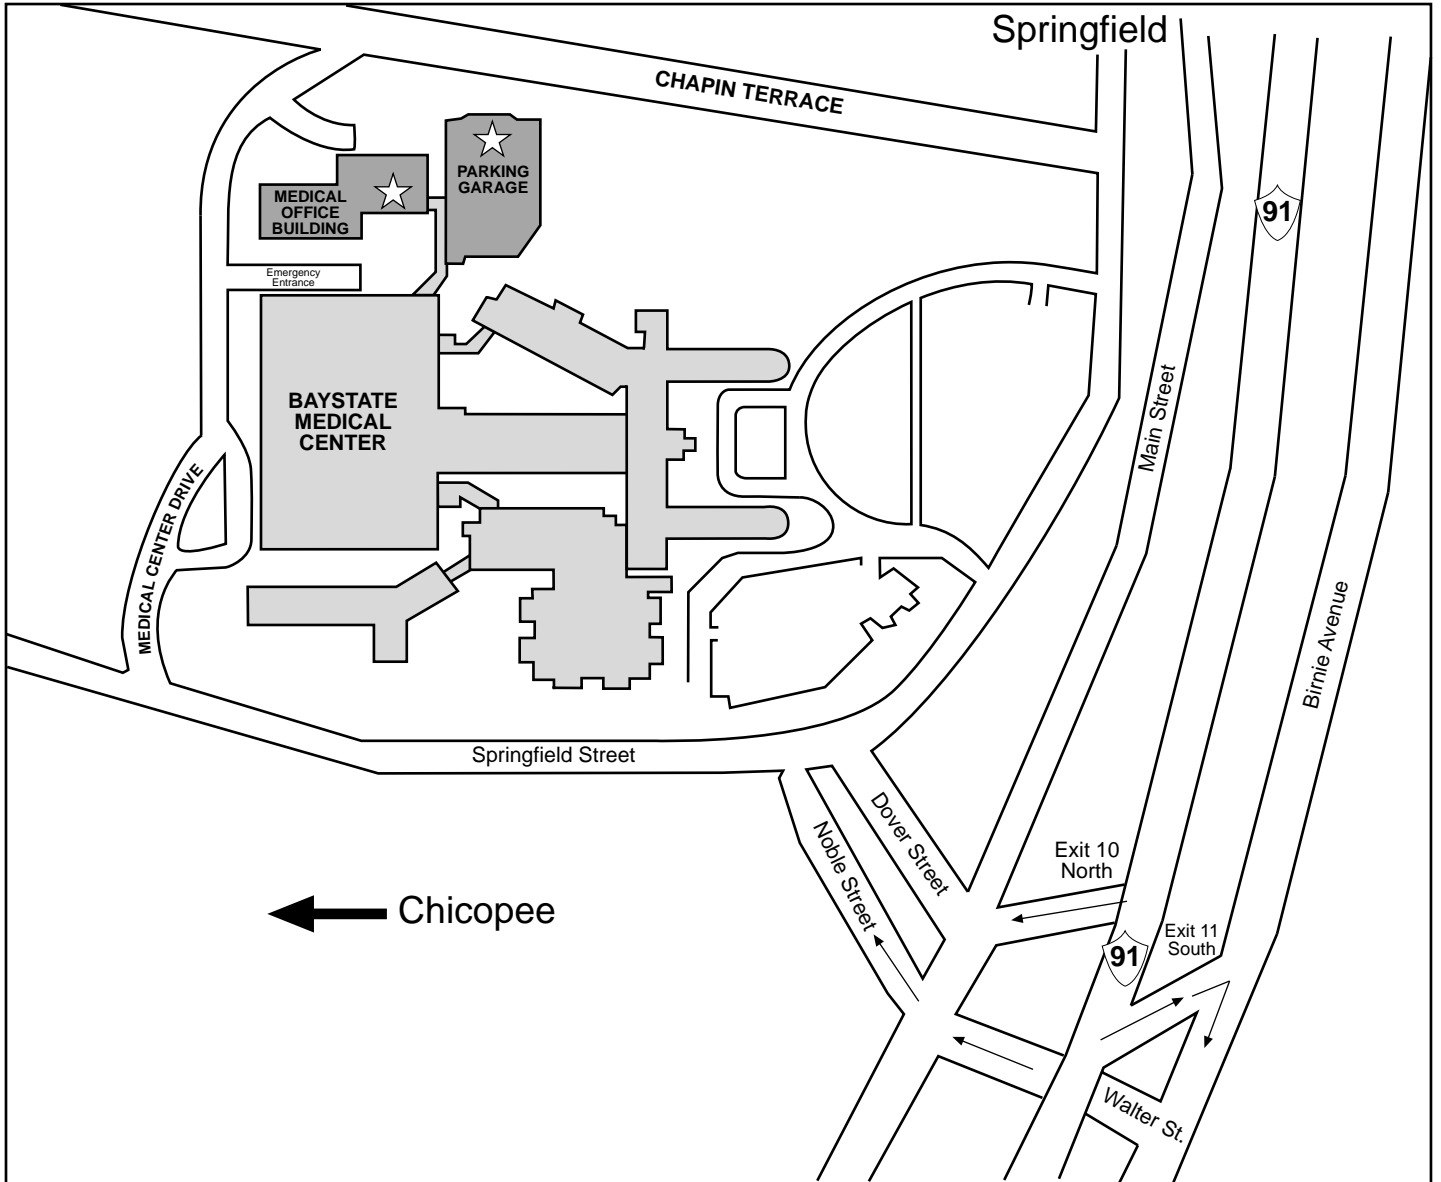 Springfield
CHAPIN TERRACE
PARKING
GARAGE
MEDICAL
OFFICE
BUILDING
91
Emergency
Entrance
BAYSTATE
MEDICAL
CENTER
Main Street
MEDICAL CENTER DRIVE
Birnie Avenue
Springfield Street
Dover Street
Noble Street
Exit 10
North
Chicopee
Exit 11
South
91
Walter St.